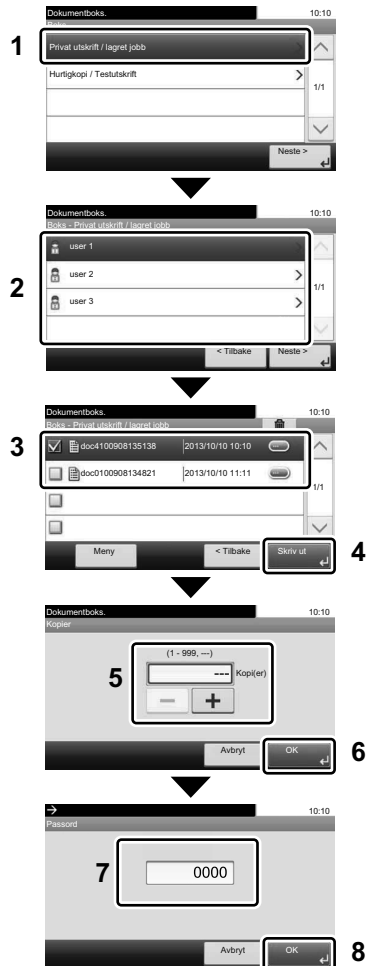 Dokumentboks. 10:10
Boks
1
Privat utskrift / lagret jobb
Hurtigkopi / Testutskrift
1/1
Neste >
Dokumentboks. 10:10
Boks - Privat utskrift / lagret jobb
2
user 1
user 2
user 3
1/1
< Tilbake Neste >
Dokumentboks. 10:10
Boks - Privat utskrift / lagret jobb
3
doc4100908135138 2013/10/10 10:10
doc0100908134821 2013/10/10 11:11
1/1
Meny < Tilbake Skriv ut 4
Dokumentboks. 10:10
Kopier
(1 - 999, ---)
5 --- Kopi(er)
Avbryt OK 6
10:10
Passord
7 0000
Avbryt OK 8